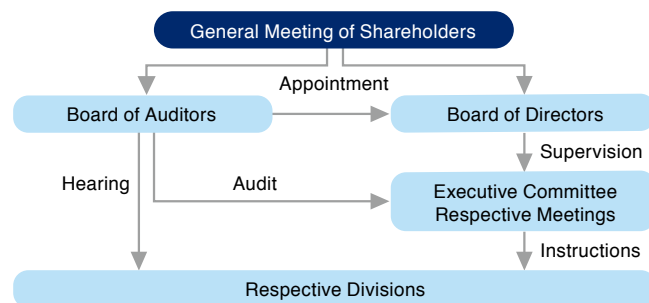 General Meeting of Shareholders
Appointment
Board of Auditors
Board of Directors
Supervision
Hearing
Audit
Executive Committee
Respective Meetings
Instructions
Respective Divisions